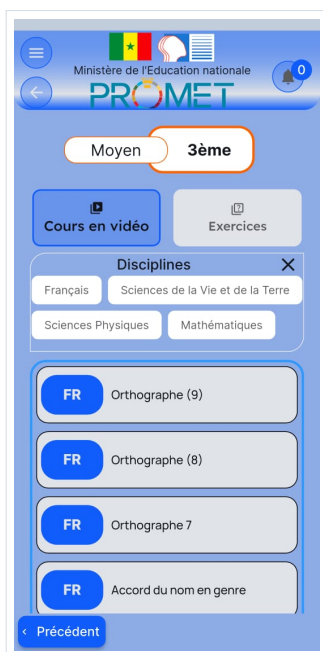 Ministère de l'Education nationale
0
PROMET
Moyen
3ème
Cours en vidéo
Exercices
Disciplines
Français
Sciences de la Vie et de la Terre
Sciences Physiques
Mathématiques
FR Orthographe (9)
FR Orthographe (8)
FR Orthographe 7
FR Accord du nom en genre
‹ Précédent